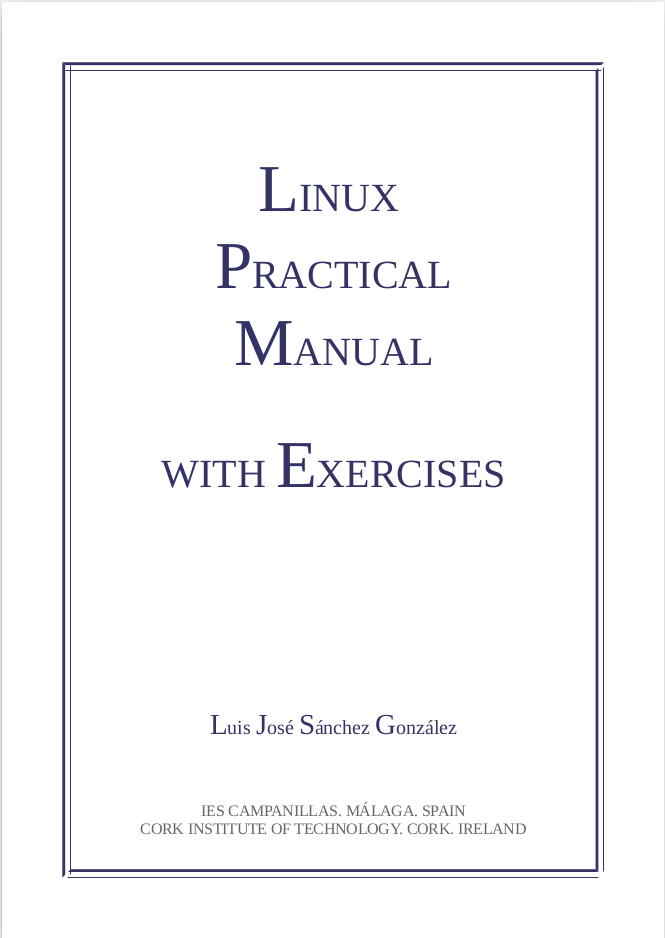 LINUX
PRACTICAL
MANUAL
WITH EXERCISES
Luis José Sánchez González
IES CAMPANILLAS. MÁLAGA. SPAIN
CORK INSTITUTE OF TECHNOLOGY. CORK. IRELAND